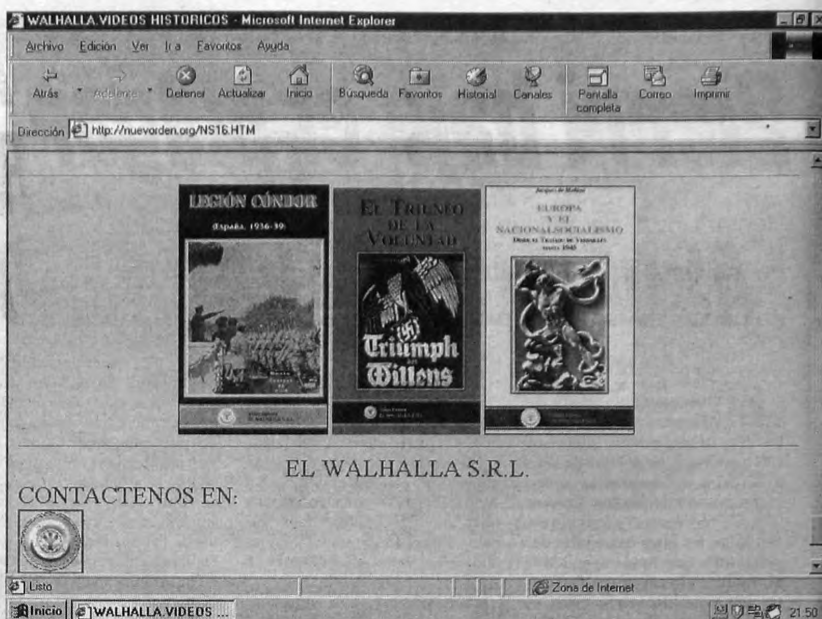 WALHALLA.VIDEOS HISTORICOS - Microsoft Internet Explorer
Archivo Edición Ver Ir a Favoritos Ayuda
Atrás Adelante Detener Actualizar Inicio Búsqueda Favoritos Historial Canales Pantalla completa Correo Imprimir
Dirección http://nuevorden.org/NS16.HTM
LEGIÓN CÓNDOR
(España, 1936-39)
EL TRIUNFO
DE LA
VOLUNTAD
Triumph
des
Willens
EUROPA
Y EL
NACIONALSOCIALISMO
EL WALHALLA S.R.L.
CONTACTENOS EN:
Listo
Zona de Internet
Inicio WALHALLA.VIDEOS ... 21:50